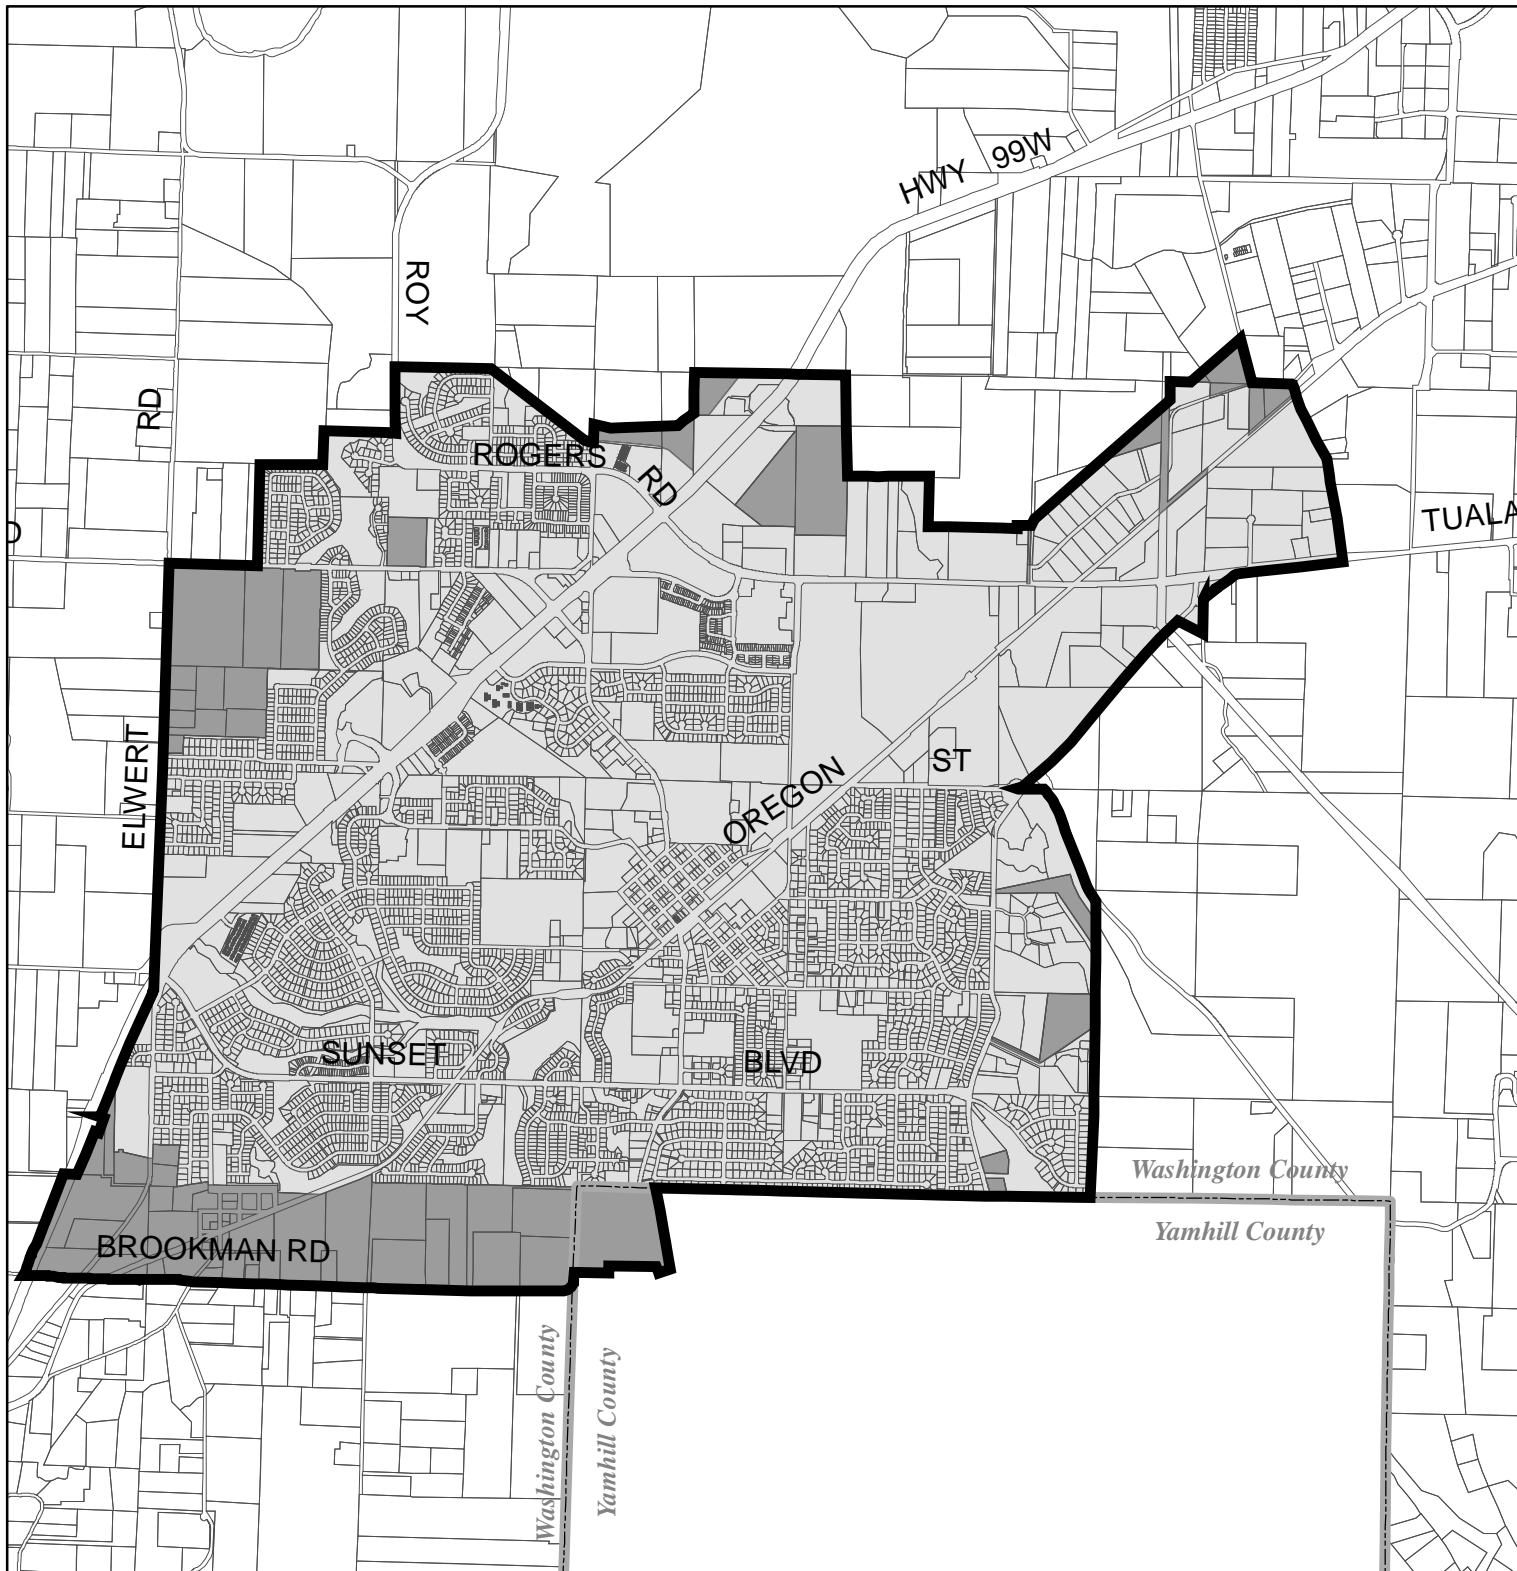 HWY 99W
ROY
RD
ROGERS
RD
TUALA
D
ELWERT
OREGON
ST
SUNSET
BLVD
Washington County
Yamhill County
BROOKMAN RD
Washington County
Yamhill County